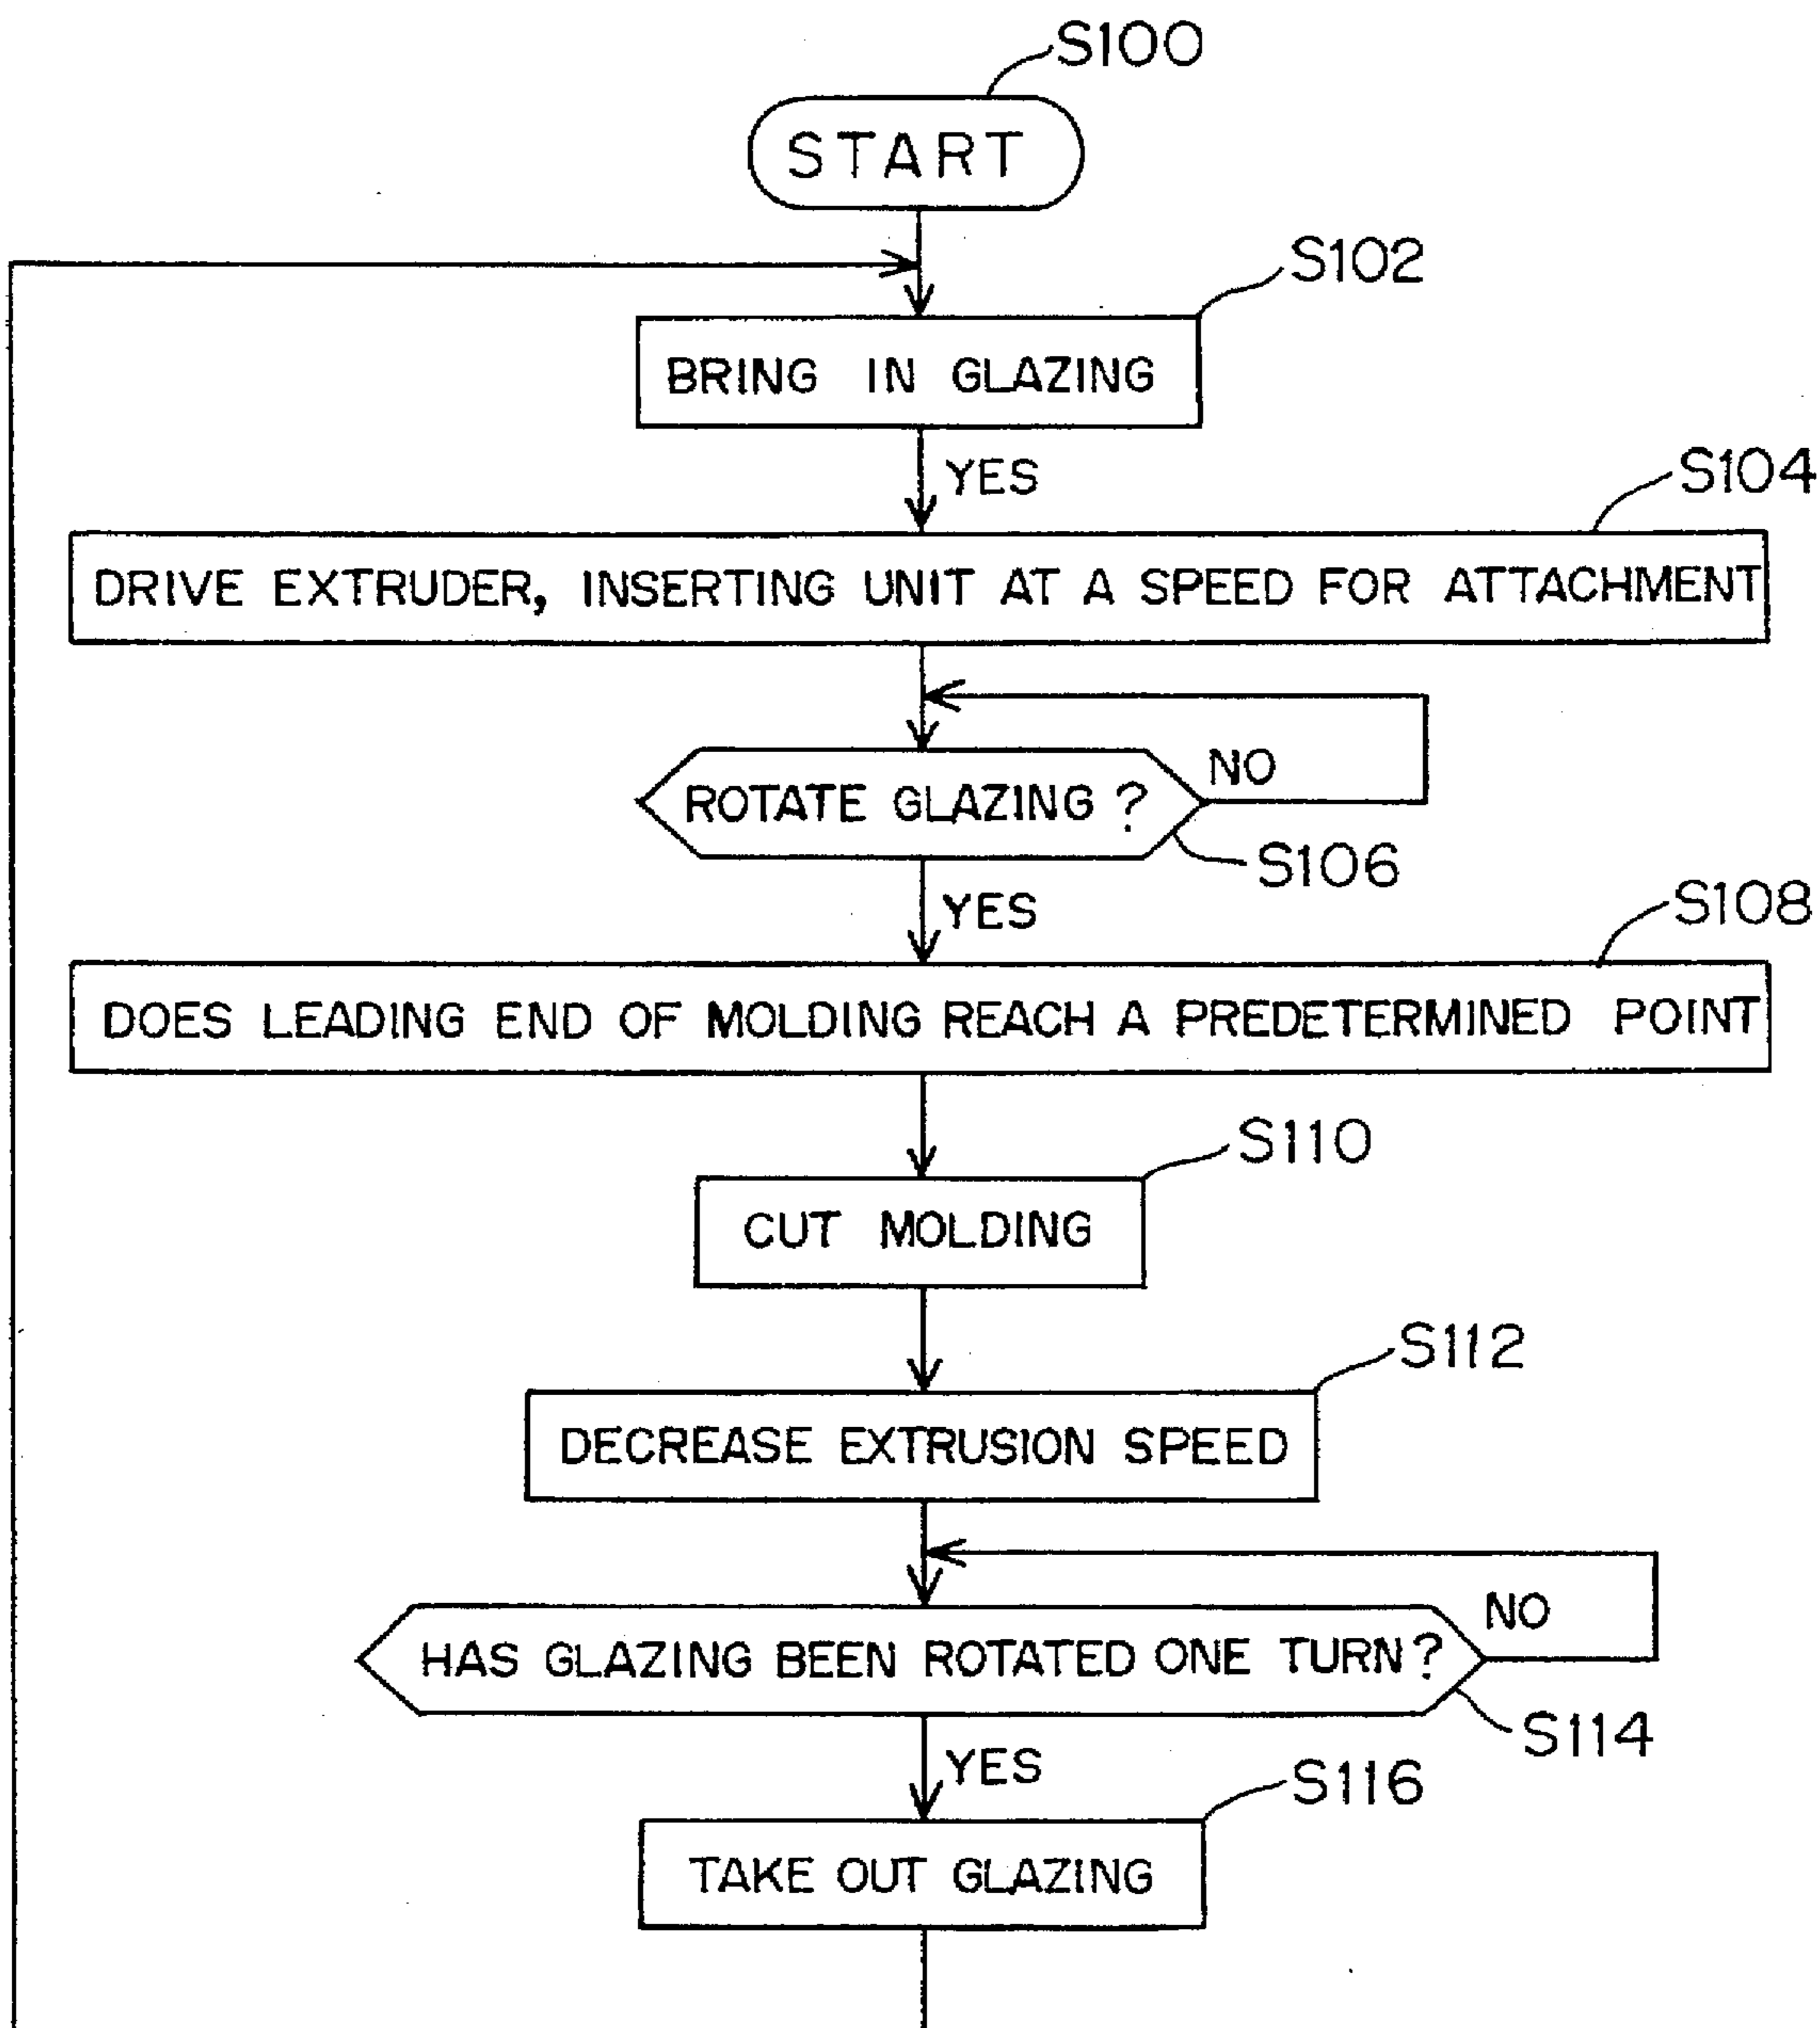 S100
START
S102
BRING IN GLAZING
YES
S104
DRIVE EXTRUDER, INSERTING UNIT AT A SPEED FOR ATTACHMENT
NO
ROTATE GLAZING?
S106
YES
S108
DOES LEADING END OF MOLDING REACH A PREDETERMINED POINT
S110
CUT MOLDING
S112
DECREASE EXTRUSION SPEED
NO
HAS GLAZING BEEN ROTATED ONE TURN?
S114
YES
S116
TAKE OUT GLAZING